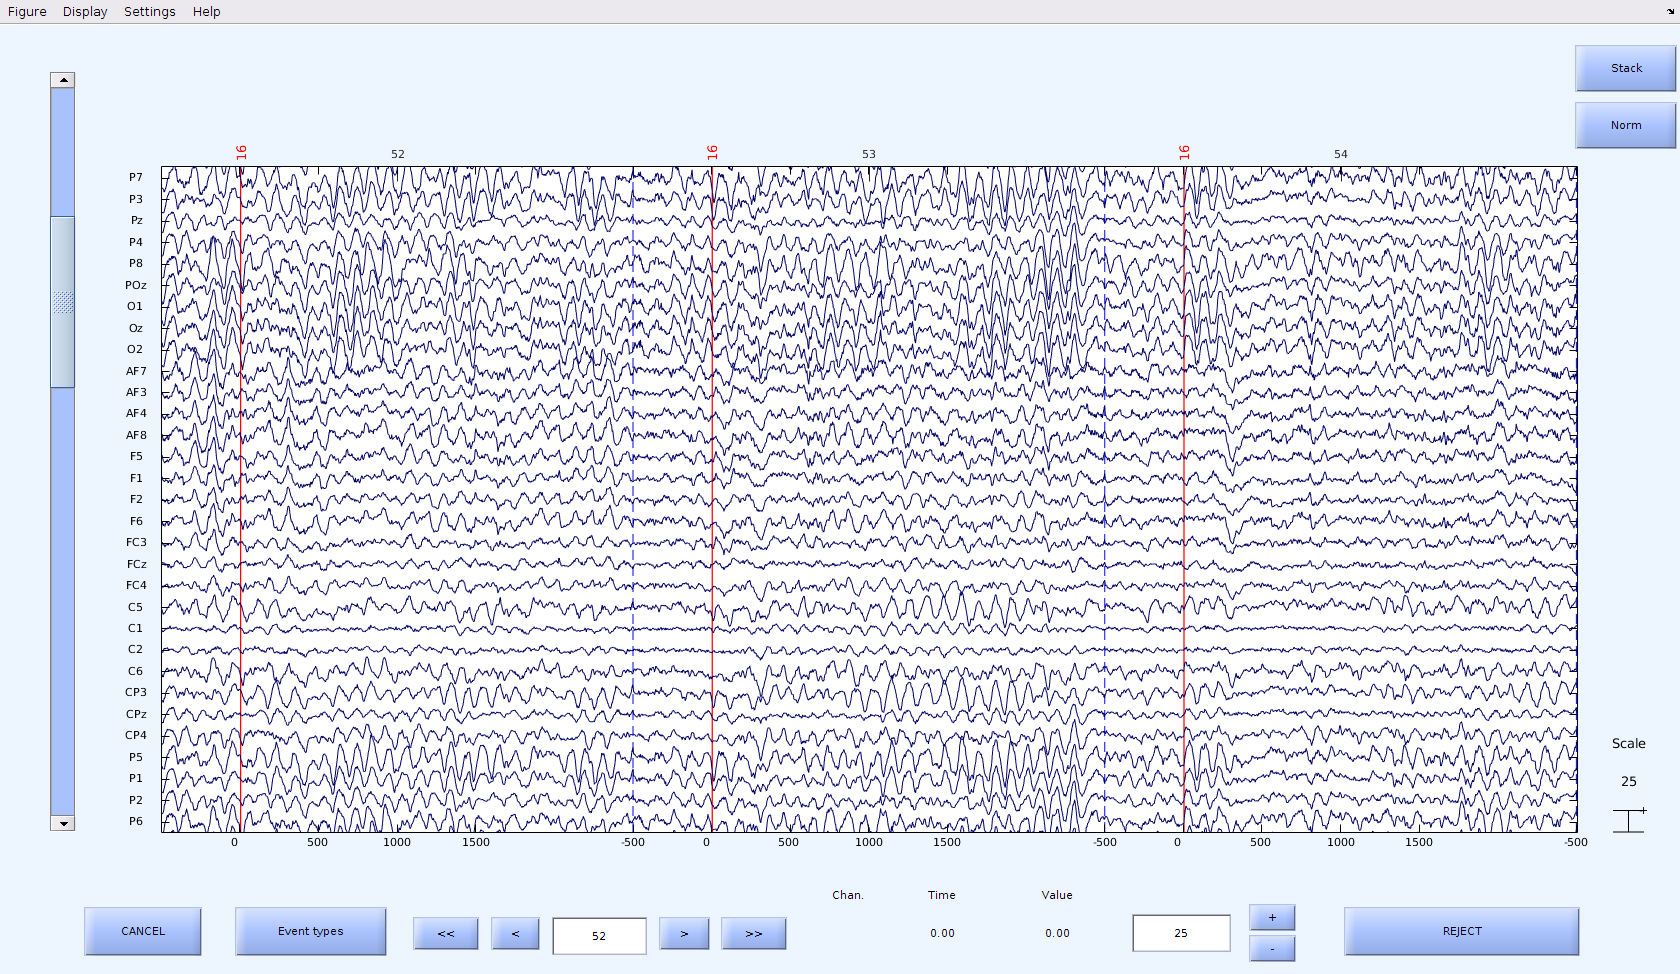 Figure Display Settings Help
Stack
Norm
16 52 16 53 16 54
P7
P3
Pz
P4
P8
POz
O1
Oz
O2
AF7
AF3
AF4
AF8
F5
F1
F2
F6
FC3
FCz
FC4
C5
C1
C2
C6
CP3
CPz
CP4
P5
P1
P2
P6
0 500 1000 1500 -500 0 500 1000 1500 -500 0 500 1000 1500 -500
Scale
25
+
Chan. Time Value
0.00 0.00
CANCEL Event types << < 52 > >> 25 + - REJECT